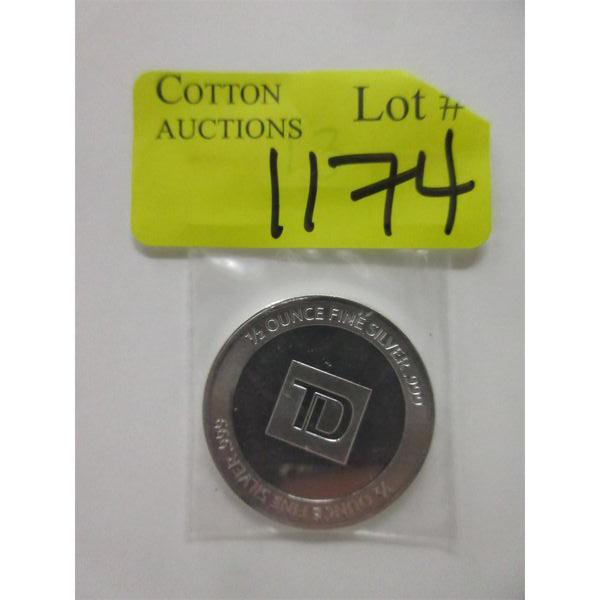 COTTON
AUCTIONS
Lot #
1174
1/2 OUNCE FINE SILVER .999
TD
1/2 OUNCE FINE SILVER .999